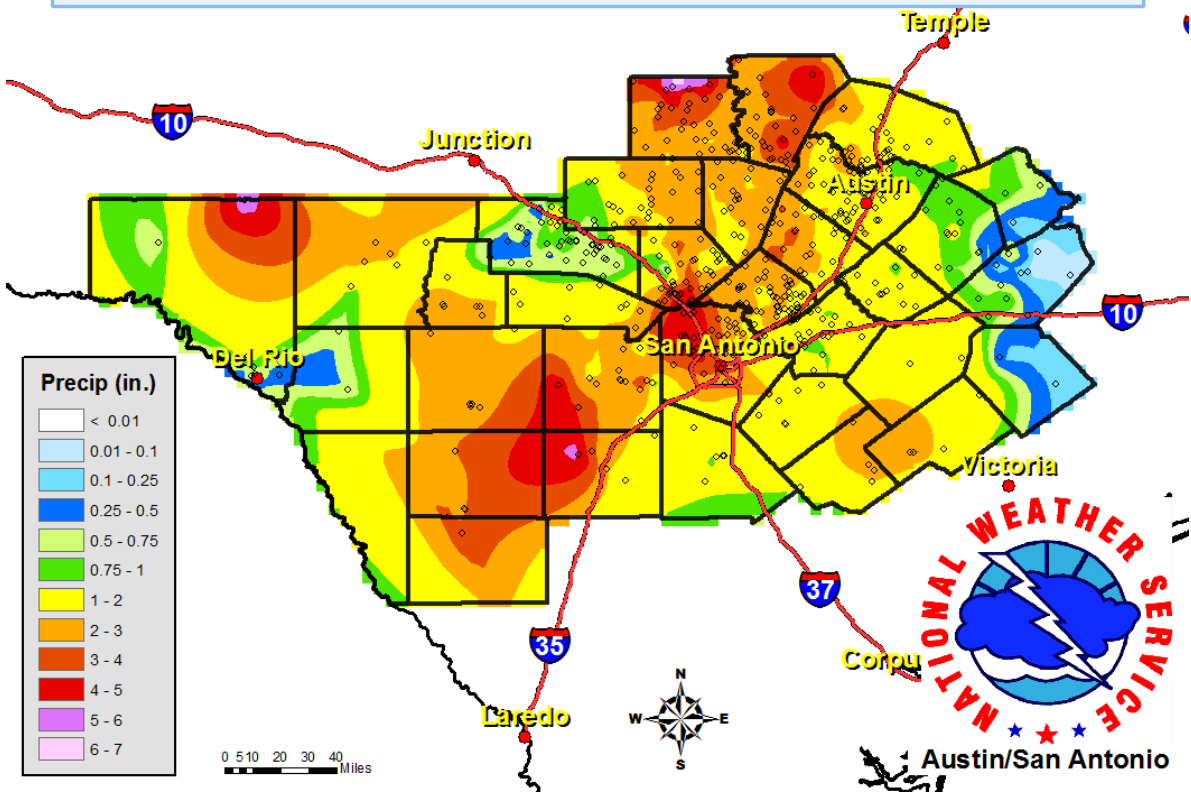 Temple
10
Junction
Austin
10
San Antonio
Del Rio
Precip (in.)
< 0.01
0.01 - 0.1
0.1 - 0.25
0.25 - 0.5
0.5 - 0.75
0.75 - 1
1 - 2
2 - 3
3 - 4
4 - 5
5 - 6
6 - 7
Victoria
NATIONAL WEATHER SERVICE
37
35
Corpu
N
W E
S
Laredo
0 5 10 20 30 40
Miles
Austin/San Antonio